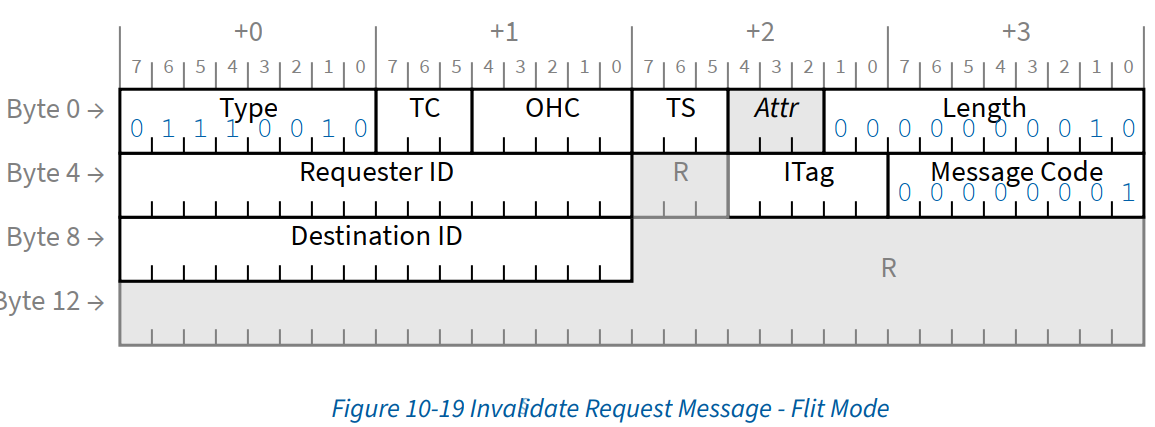 +0 +1 +2 +3
7 6 5 4 3 2 1 0 7 6 5 4 3 2 1 0 7 6 5 4 3 2 1 0 7 6 5 4 3 2 1 0
Byte 0 → Type TC OHC TS Attr Length
0 1 1 1 0 0 1 0 0 0 0 0 0 0 0 0 1 0
Byte 4 → Requester ID R ITag Message Code
0 0 0 0 0 0 0 1
Byte 8 → Destination ID
R
Byte 12 →
Figure 10-19 Invalidate Request Message - Flit Mode